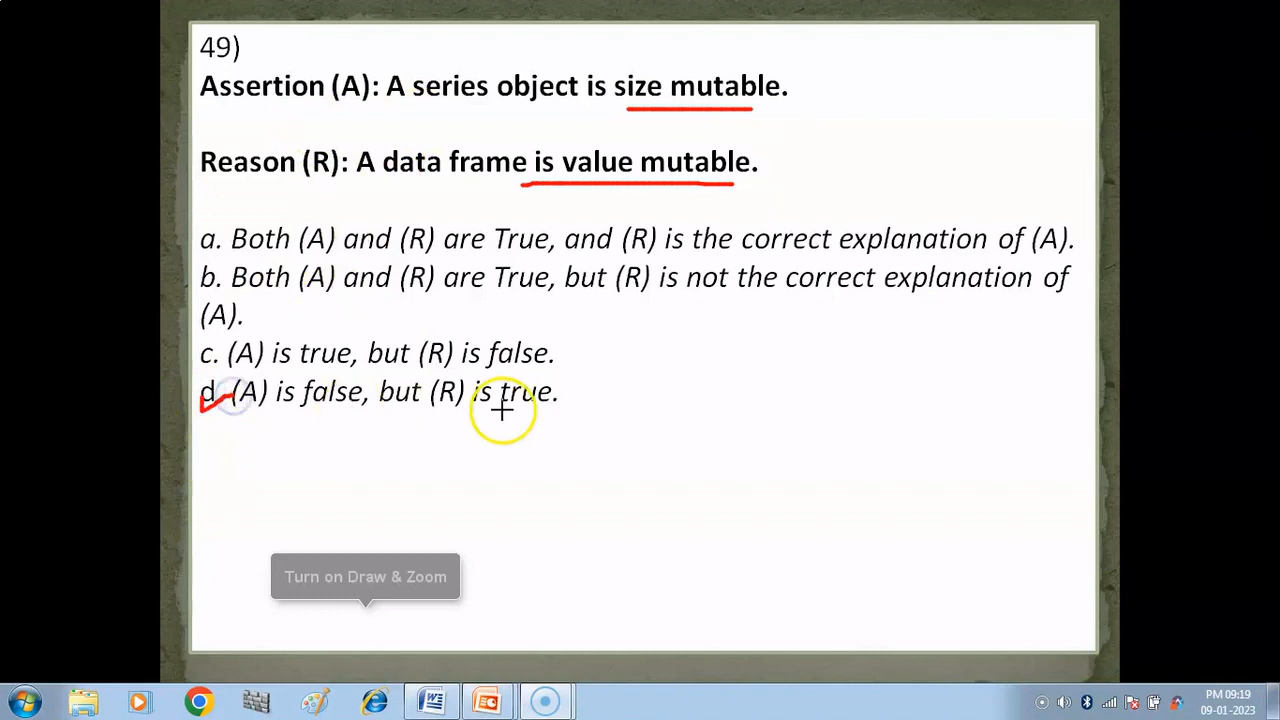 49)
Assertion (A): A series object is size mutable.
Reason (R): A data frame is value mutable.
a. Both (A) and (R) are True, and (R) is the correct explanation of (A).
b. Both (A) and (R) are True, but (R) is not the correct explanation of
(A).
c. (A) is true, but (R) is false.
d. (A) is false, but (R) is true.
Turn on Draw & Zoom
PM 09:19
09-01-2023